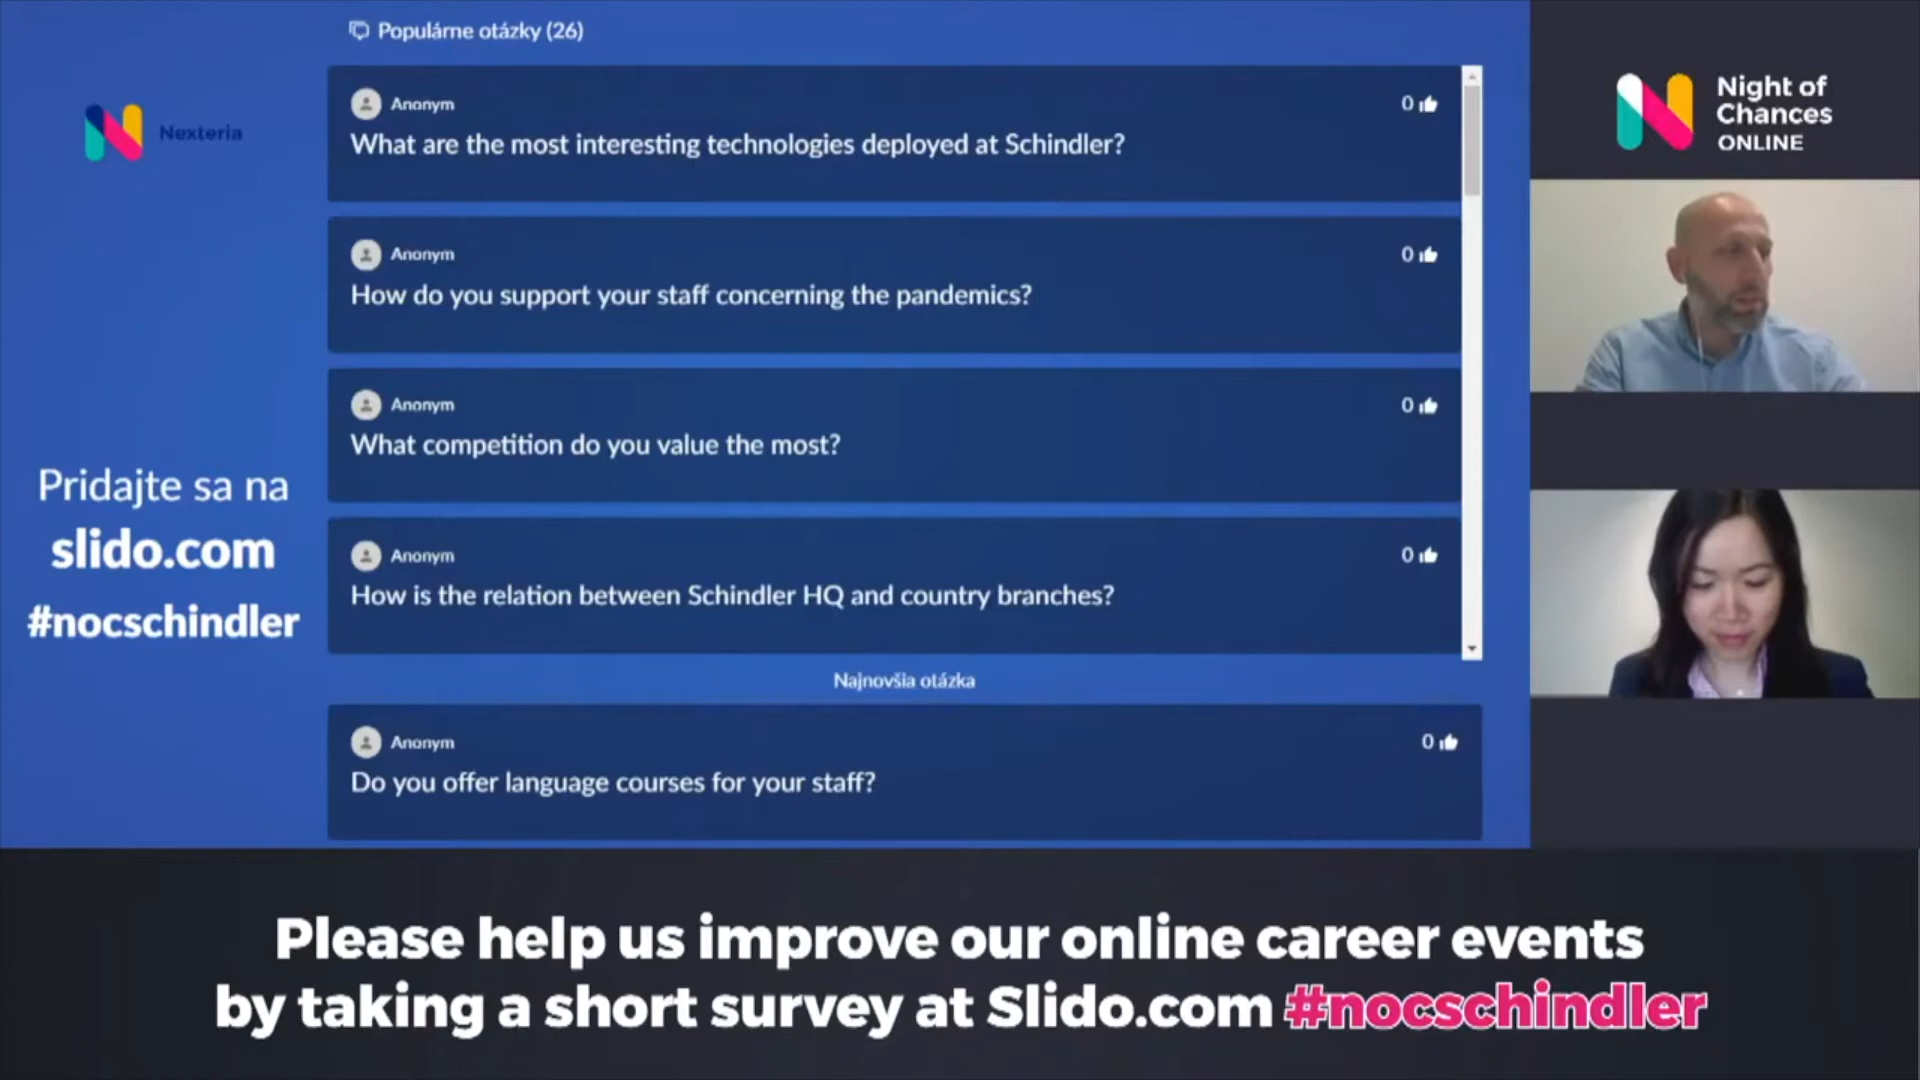 Populárne otázky (26)
Nexteria
Anonym
0
What are the most interesting technologies deployed at Schindler?
Anonym
0
How do you support your staff concerning the pandemics?
Anonym
0
What competition do you value the most?
Anonym
0
How is the relation between Schindler HQ and country branches?
Pridajte sa na
slido.com
#nocschindler
Najnovšia otázka
Anonym
0
Do you offer language courses for your staff?
Night of
Chances
ONLINE
Please help us improve our online career events
by taking a short survey at Slido.com #nocschindler